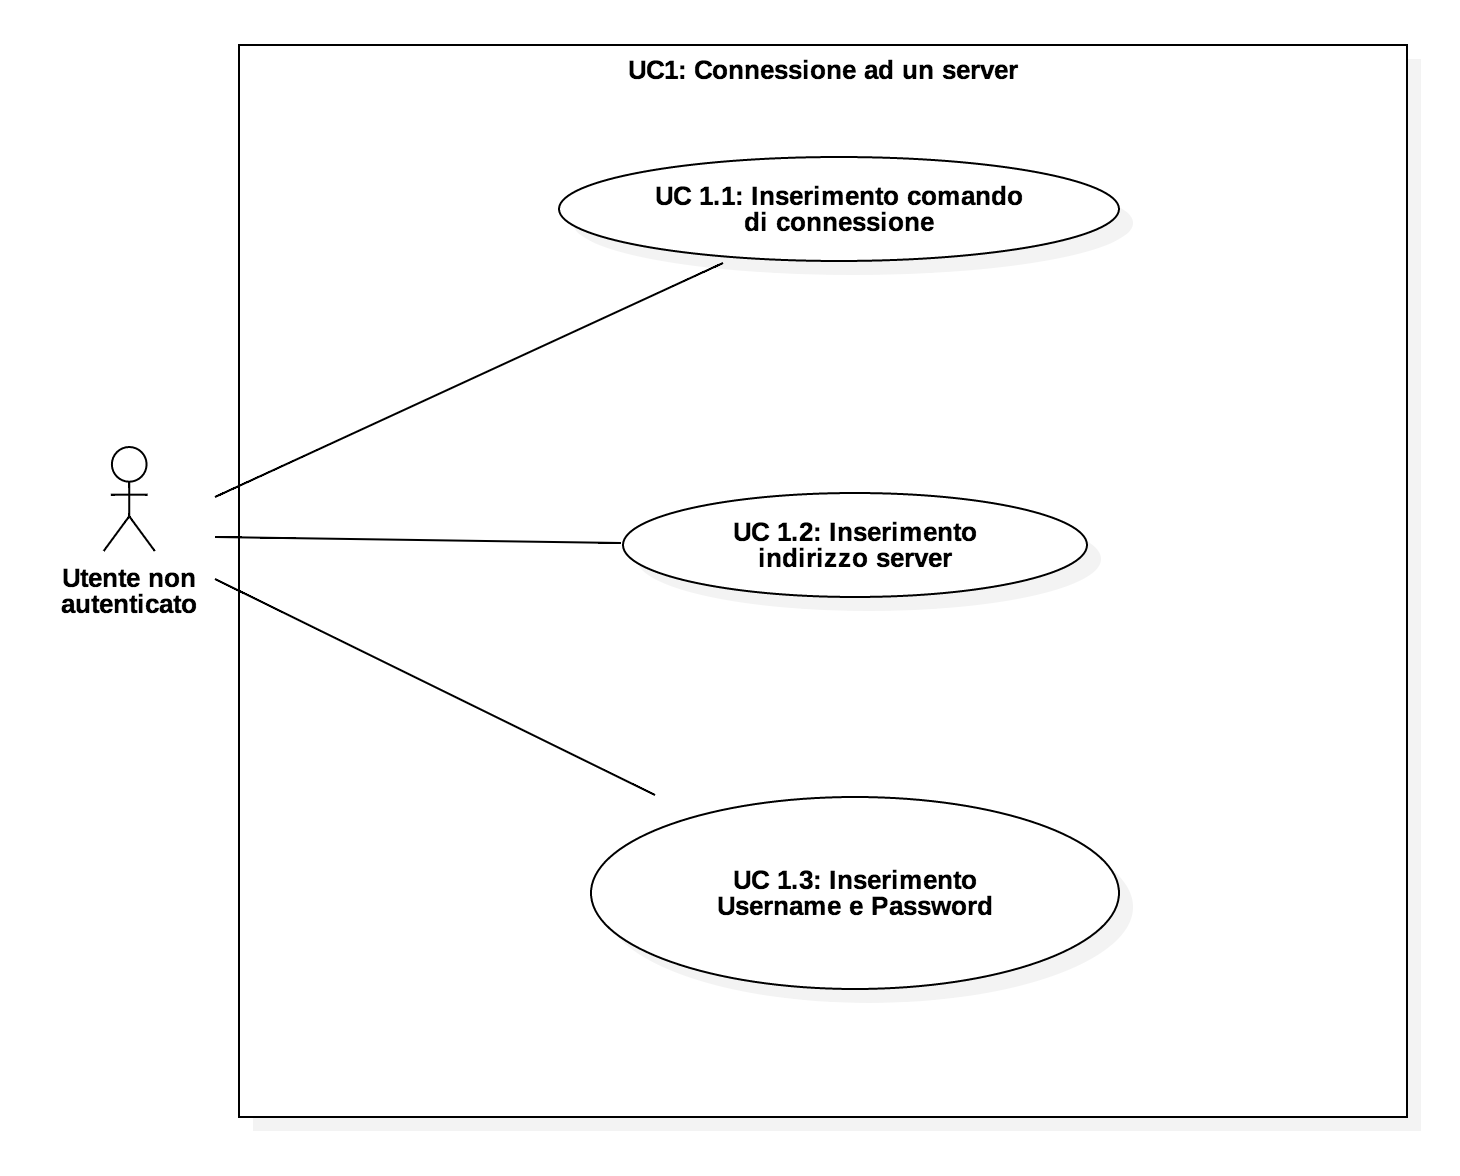 UC1: Connessione ad un server
UC 1.1: Inserimento comando
di connessione
UC 1.2: Inserimento
indirizzo server
Utente non
autenticato
UC 1.3: Inserimento
Username e Password